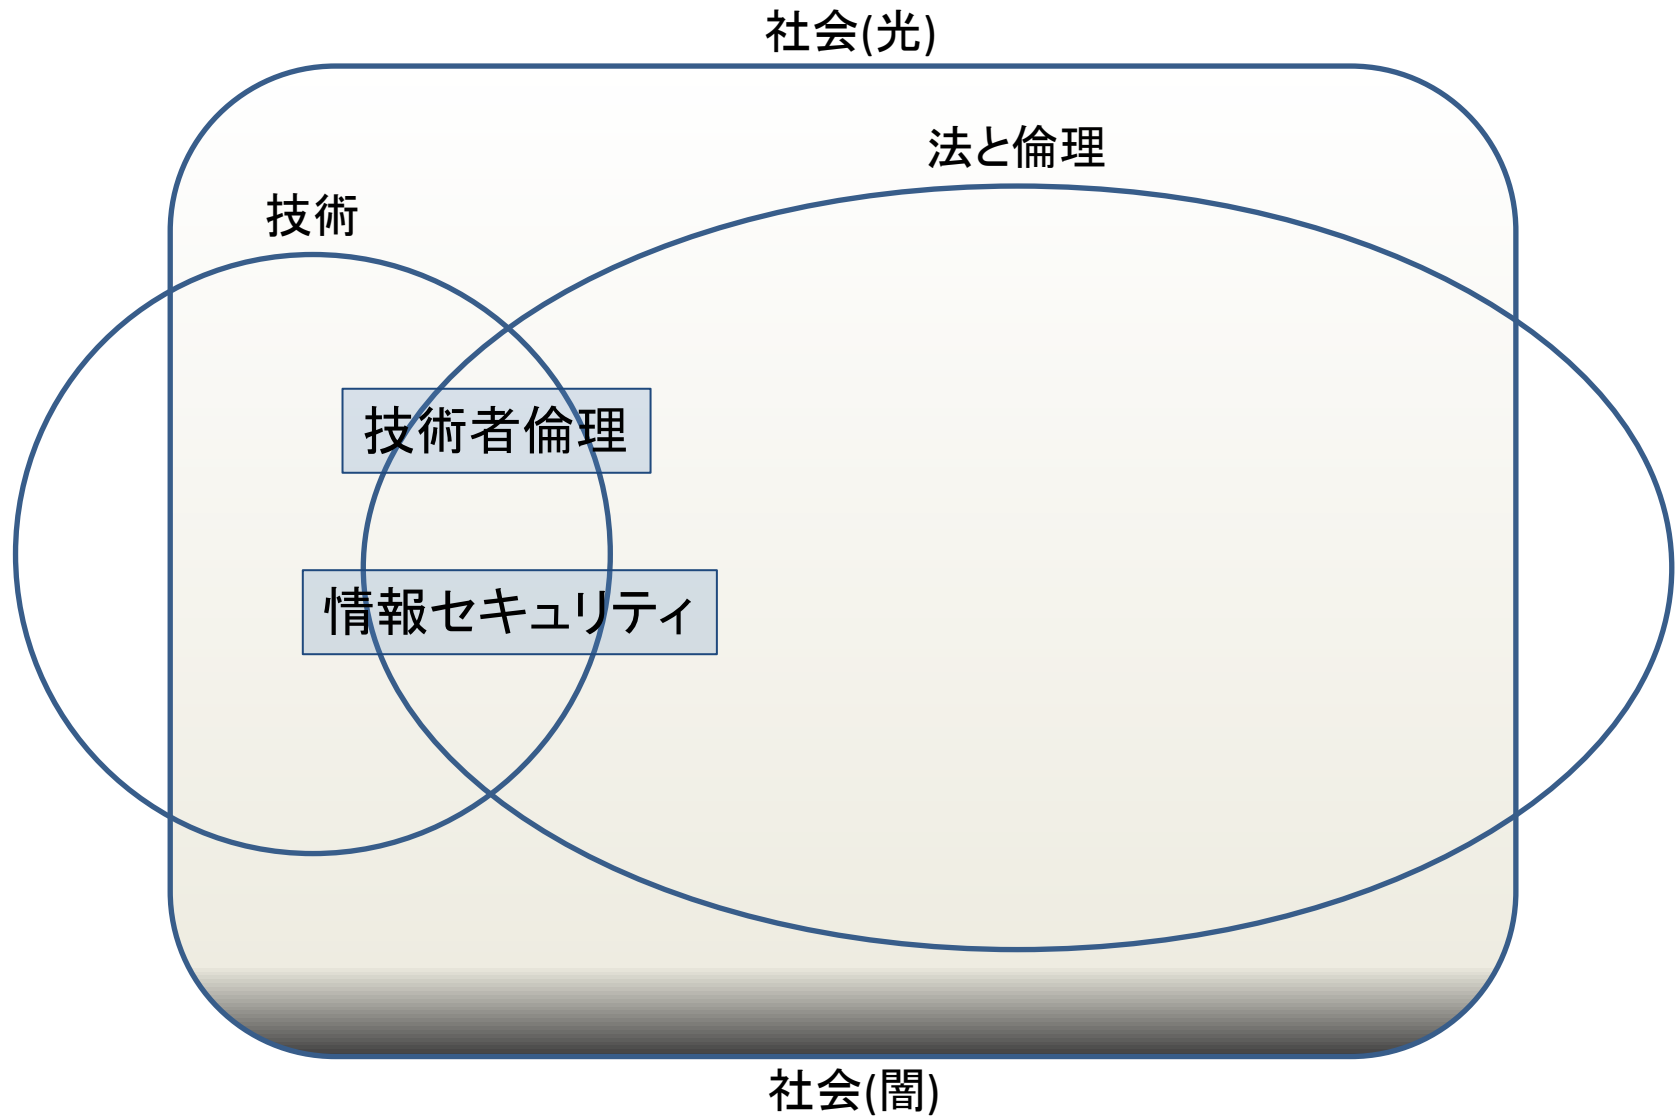 社会(光)
法と倫理
技術
技術者倫理
情報セキュリティ
社会(闇)